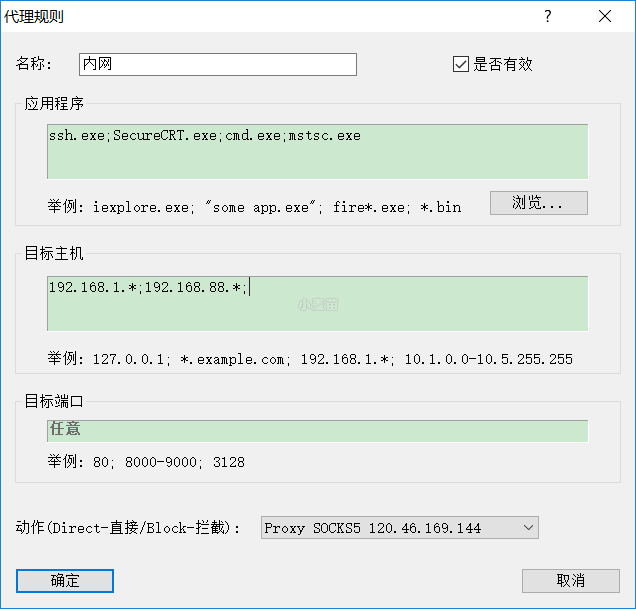 代理规则
名称: 内网 是否有效
应用程序
ssh.exe;SecureCRT.exe;cmd.exe;mstsc.exe
举例: iexplore.exe; "some app.exe"; fire*.exe; *.bin 浏览...
目标主机
192.168.1.*;192.168.88.*;
举例: 127.0.0.1; *.example.com; 192.168.1.*; 10.1.0.0-10.5.255.255
目标端口
任意
举例: 80; 8000-9000; 3128
动作(Direct-直接/Block-拦截): Proxy SOCKS5 120.46.169.144
确定 取消